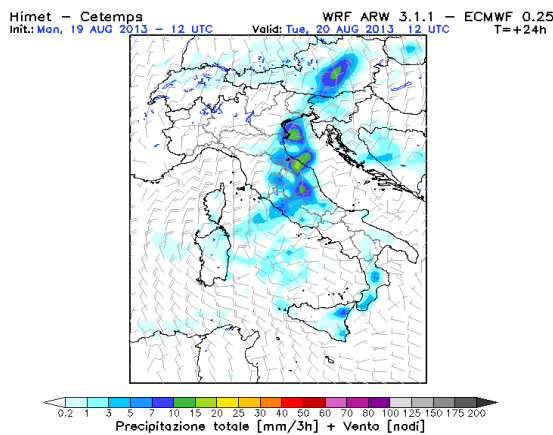 Himet – Cetemps WRF ARW 3.1.1 – ECMWF 0.25
Init.: Mon, 19 AUG 2013 – 12 UTC Valid: Tue, 20 AUG 2013 12 UTC T=+24h
0.2 1 3 5 7 10 15 20 25 30 40 50 60 70 80 100 125 150 175 200
Precipitazione totale [mm/3h] + Vento [nodi]